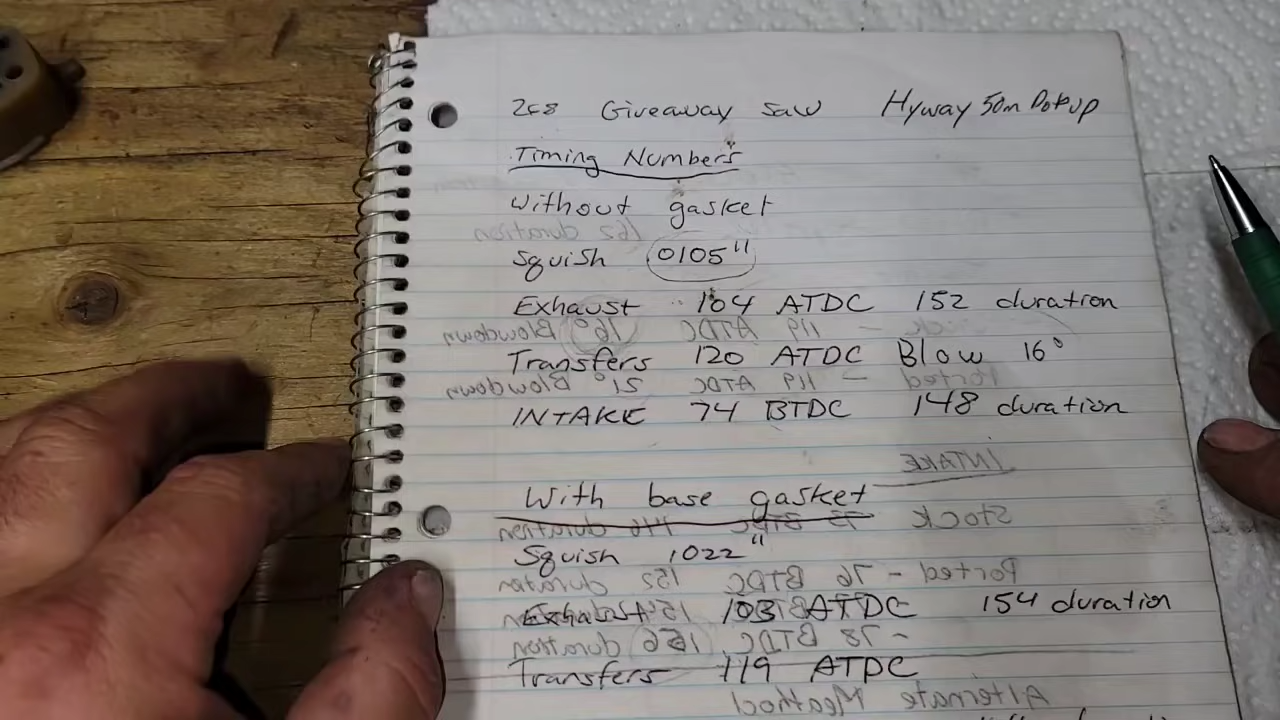 268 Giveaway Saw Hyway 50m Pop up
Timing Numbers
Without gasket
Squish 0105"
Exhaust 104 ATDC 152 duration
Transfers 120 ATDC Blow 16°
INTAKE 74 BTDC 148 duration
With base gasket
Squish 1022"
Exhaust 103 ATDC 154 duration
Transfers 119 ATDC